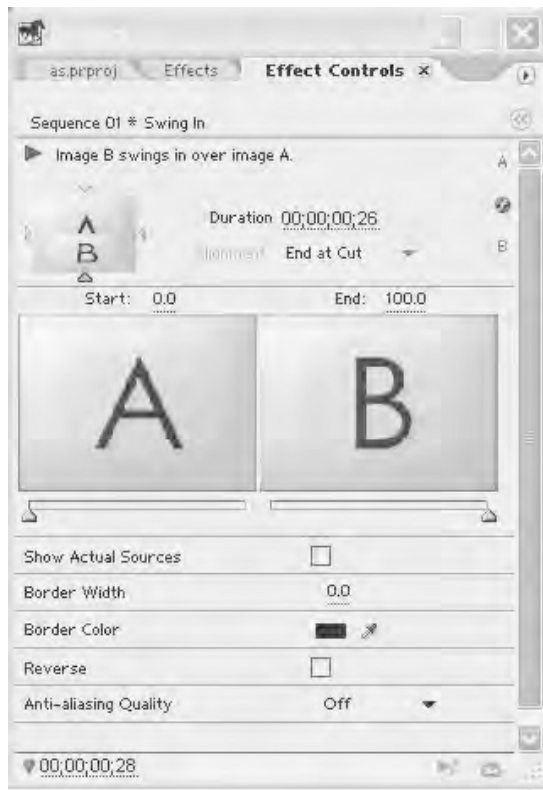 as.prproj Effects Effect Controls x
Sequence 01 * Swing In
Image B swings in over image A.
A
A
B
Duration 00;00;00;26
Alignment End at Cut
B
Start: 0.0 End: 100.0
A B
Show Actual Sources
Border Width 0.0
Border Color
Reverse
Anti-aliasing Quality Off
00;00;00;28